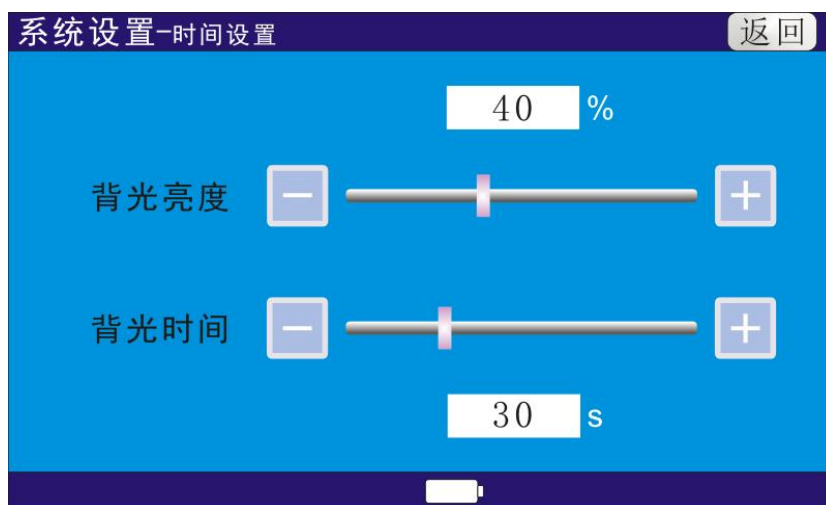 系统设置-时间设置 返回
40 %
背光亮度 − +
背光时间 − +
30 s